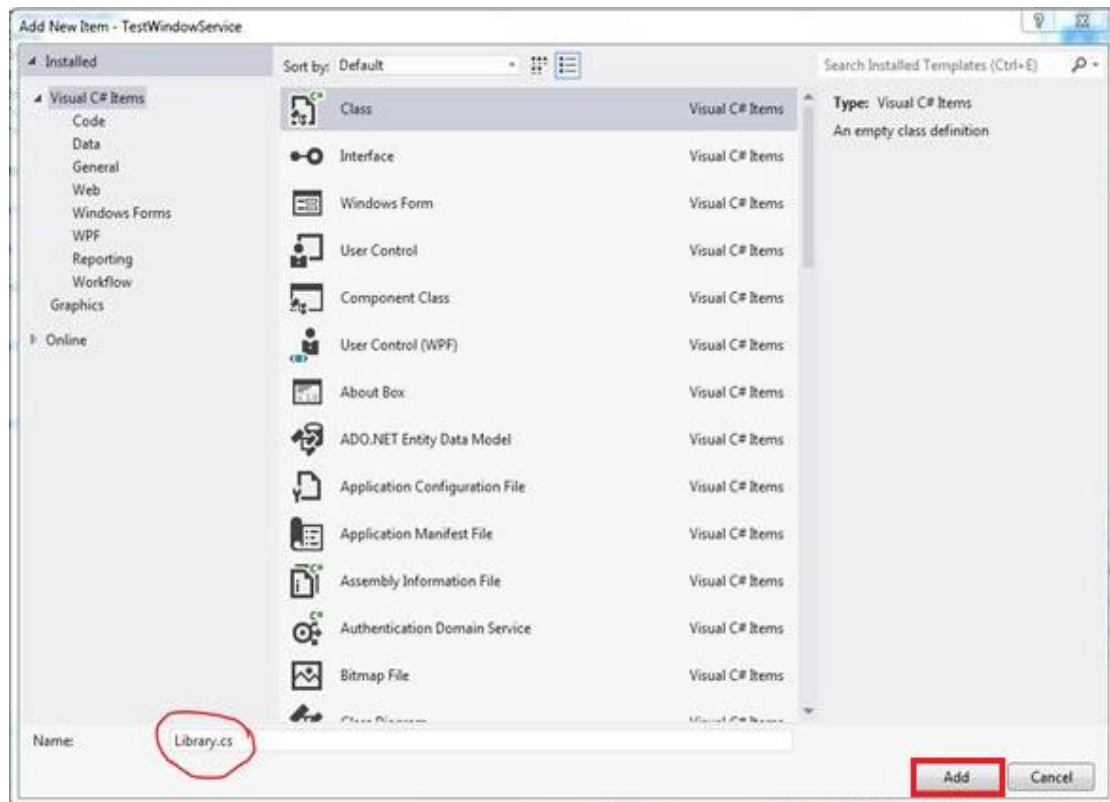 Add New Item - TestWindowService
Installed
Sort by: Default
Search Installed Templates (Ctrl+E)
Visual C# Items
Code
Data
General
Web
Windows Forms
WPF
Reporting
Workflow
Graphics
Online
Class Visual C# Items
Interface Visual C# Items
Windows Form Visual C# Items
User Control Visual C# Items
Component Class Visual C# Items
User Control (WPF) Visual C# Items
About Box Visual C# Items
ADO.NET Entity Data Model Visual C# Items
Application Configuration File Visual C# Items
Application Manifest File Visual C# Items
Assembly Information File Visual C# Items
Authentication Domain Service Visual C# Items
Bitmap File Visual C# Items
Class Diagram Visual C# Items
Type: Visual C# Items
An empty class definition
Name: Library.cs
Add Cancel